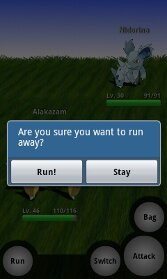 Nidorina
Lv. 30 91/91
Alakazam
Are you sure you want to run
away?
Run!
Stay
Lv. 46 110/116
Bag
Run
Switch
Attack